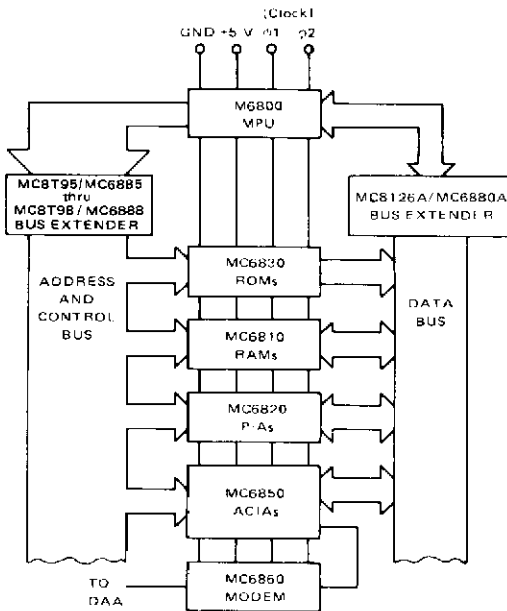 (Clock)
GND +5 V φ1 φ2
M6800
MPU
MC8T95/MC6885
thru
MC8T98/MC6888
BUS EXTENDER
MC8126A/MC6880A
BUS EXTENDER
ADDRESS
AND
CONTROL
BUS
MC6830
ROMs
DATA
BUS
MC6810
RAMs
MC6820
PIAs
MC6850
ACIAs
TO
DAA
MC6860
MODEM